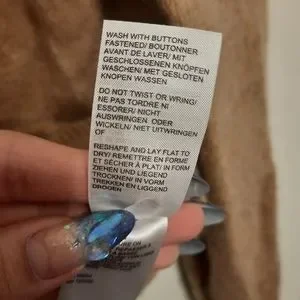 WASH WITH BUTTONS
FASTENED/ BOUTONNER
AVANT DE LAVER/ MIT
GESCHLOSSENEN KNÖPFEN
WASCHEN/ MET GESLOTEN
KNOPEN WASSEN
DO NOT TWIST OR WRING/
NE PAS TORDRE NI
ESSORER/ NICHT
AUSWRINGEN. ODER
WICKELN/ NIET UITWRINGEN
OF
RESHAPE AND LAY FLAT TO
DRY/ REMETTRE EN FORME
ET SÉCHER À PLAT/ IN FORM
ZIEHEN UND LIEGEND
TROCKNEN/ IN VORM
TREKKEN EN LIGGEND
DROGEN